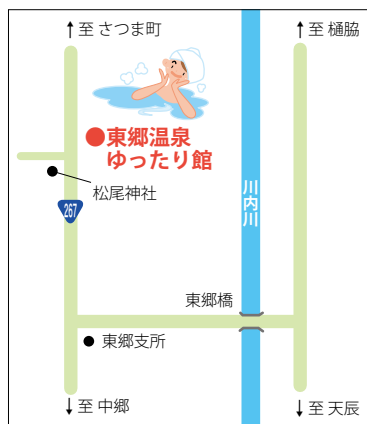 ↑至 さつま町
↑至 樋脇
●東郷温泉
ゆったり館
松尾神社
267
川内川
東郷橋
● 東郷支所
↓至 中郷
↓至 天辰